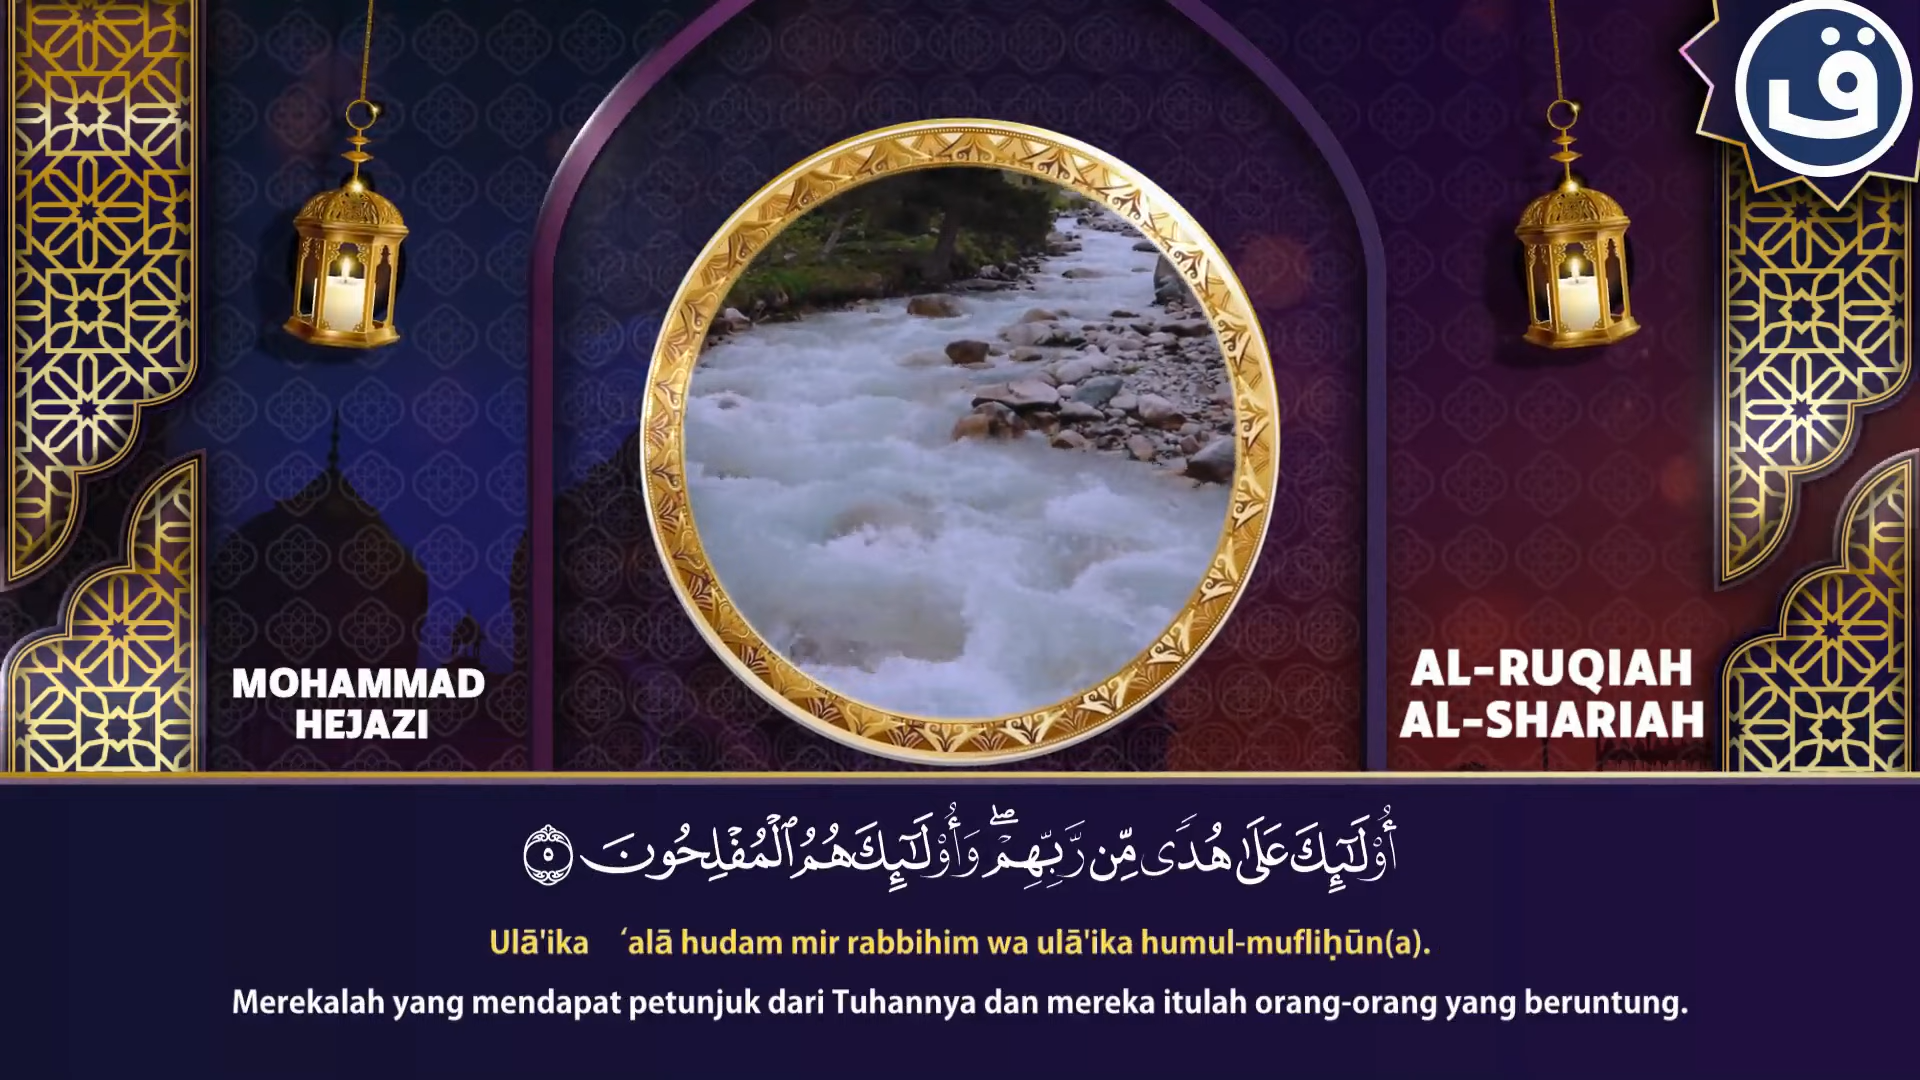 ق
MOHAMMAD
HEJAZI
AL-RUQIAH
AL-SHARIAH
أُو۟لَـٰٓئِكَ عَلَىٰ هُدًى مِّن رَّبِّهِمْ ۖ وَأُو۟لَـٰٓئِكَ هُمُ ٱلْمُفْلِحُونَ ٥
Ulā'ika ‘alā hudam mir rabbihim wa ulā'ika humul-mufliḥūn(a).
Merekalah yang mendapat petunjuk dari Tuhannya dan mereka itulah orang-orang yang beruntung.